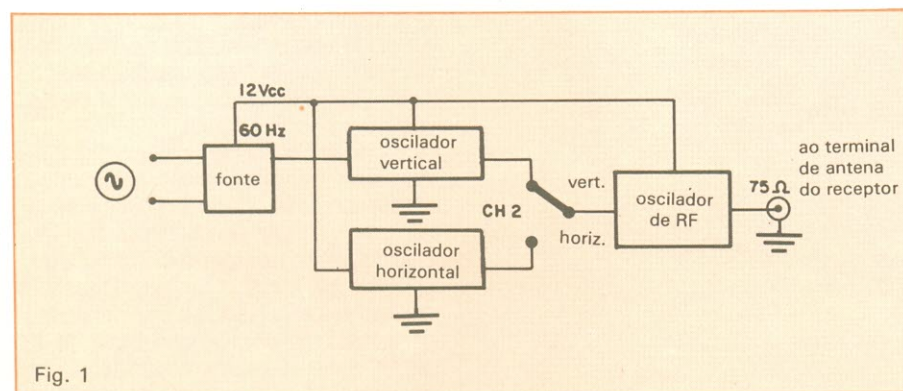 12Vcc
60 Hz
fonte
oscilador
vertical
oscilador
horizontal
CH 2
vert.
horiz.
oscilador
de RF
75 Ω
ao terminal
de antena
do receptor
Fig. 1